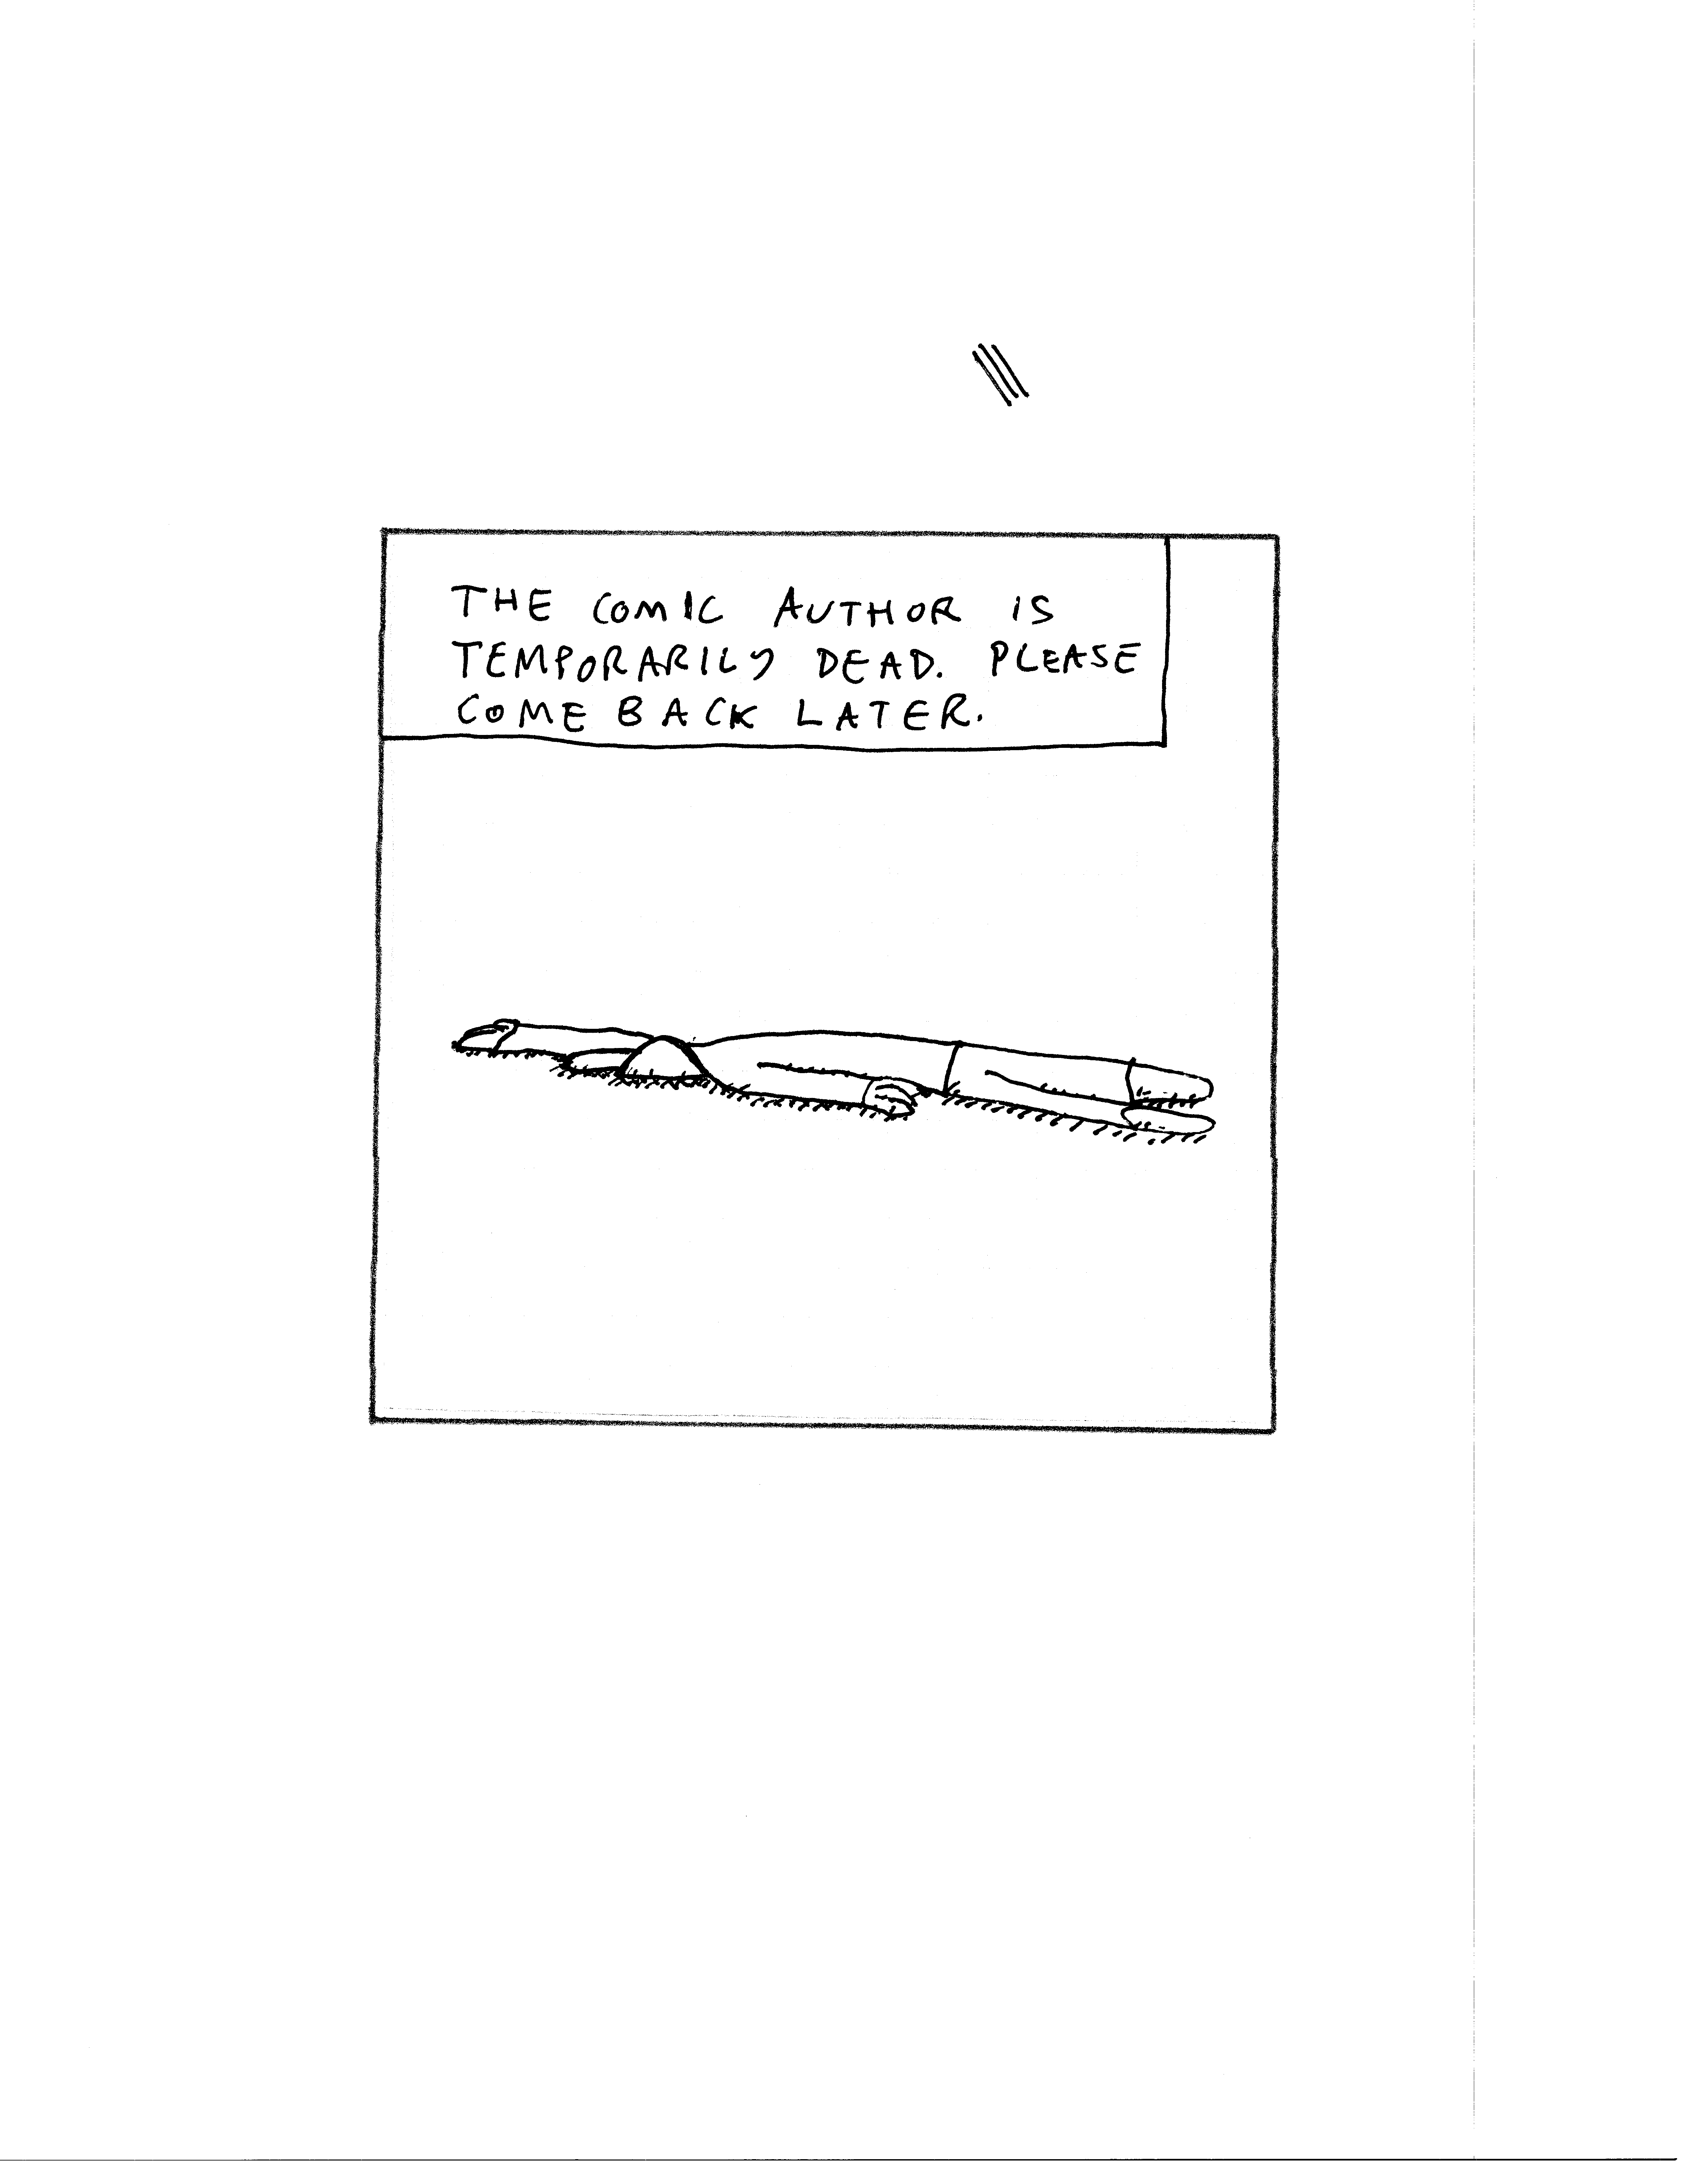 THE COMIC AUTHOR IS
TEMPORARILY DEAD. PLEASE
COME BACK LATER.